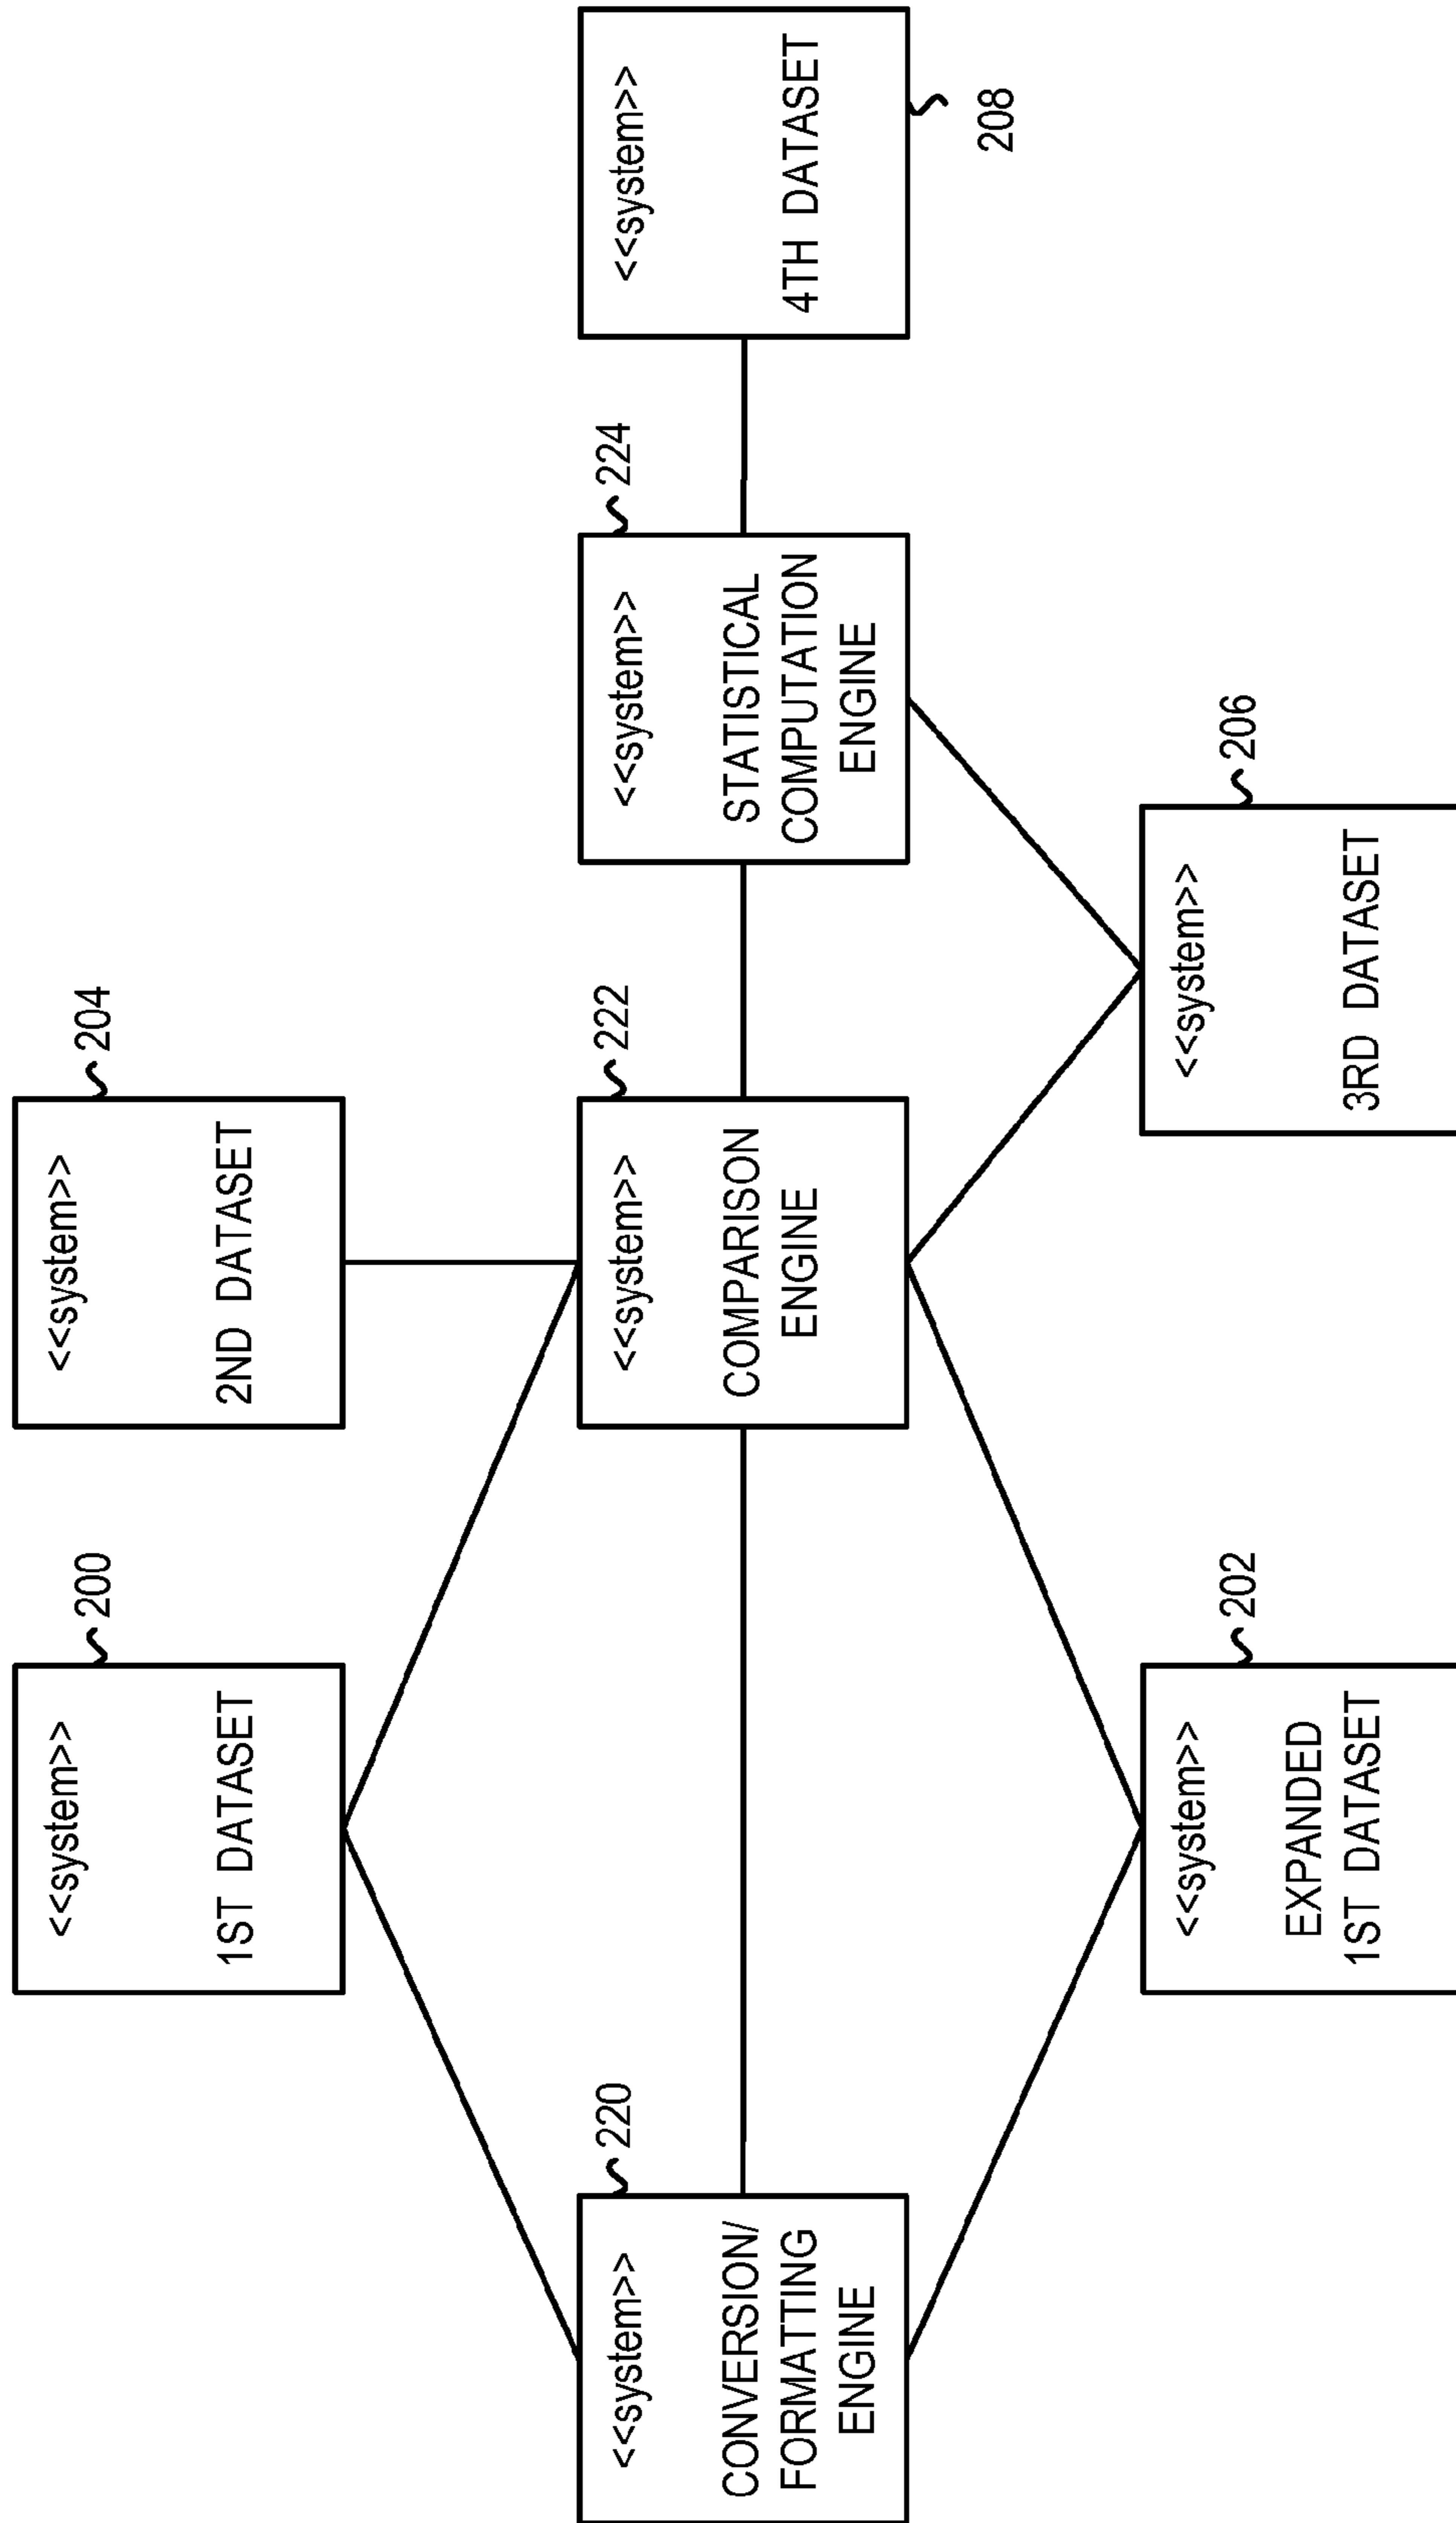 <<system>>
1ST DATASET
200
<<system>>
2ND DATASET
204
<<system>>
CONVERSION/
FORMATTING
ENGINE
220
<<system>>
COMPARISON
ENGINE
222
<<system>>
STATISTICAL
COMPUTATION
ENGINE
224
<<system>>
4TH DATASET
208
<<system>>
EXPANDED
1ST DATASET
202
<<system>>
3RD DATASET
206